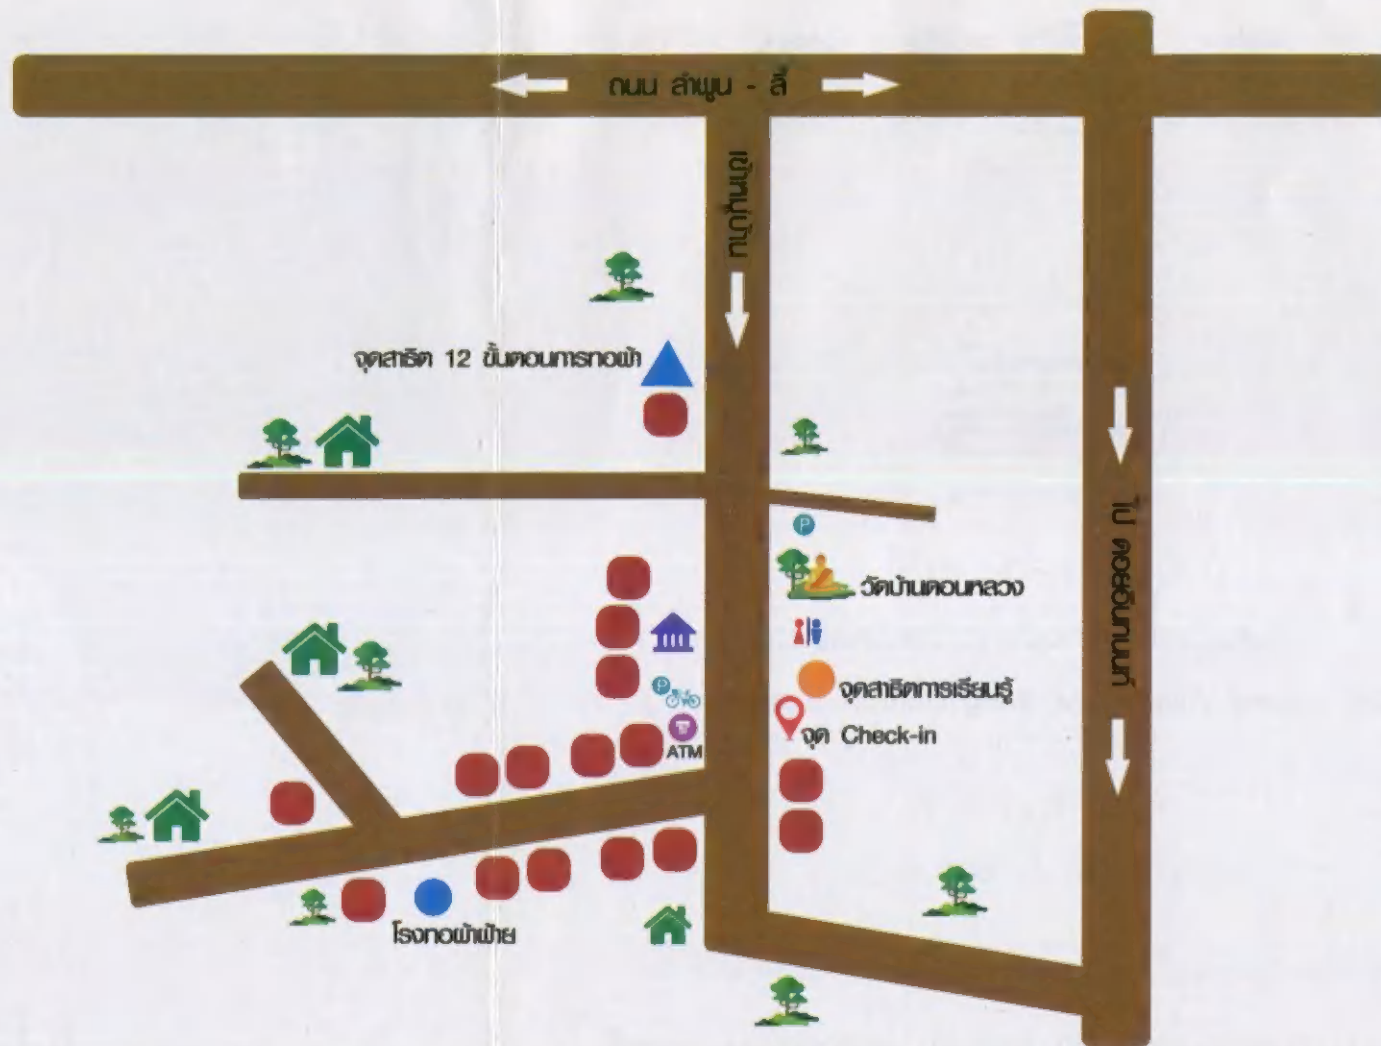 ถนน ลำพูน - ลี้
เข้าหมู่บ้าน
จุดสาธิต 12 ขั้นตอนการทอผ้า
ไป ดอยอินทนนท์
P
วัดบ้านดอนหลวง
จุดสาธิตการเรียนรู้
P
จุด Check-in
ATM
โรงทอผ้าฝ้าย